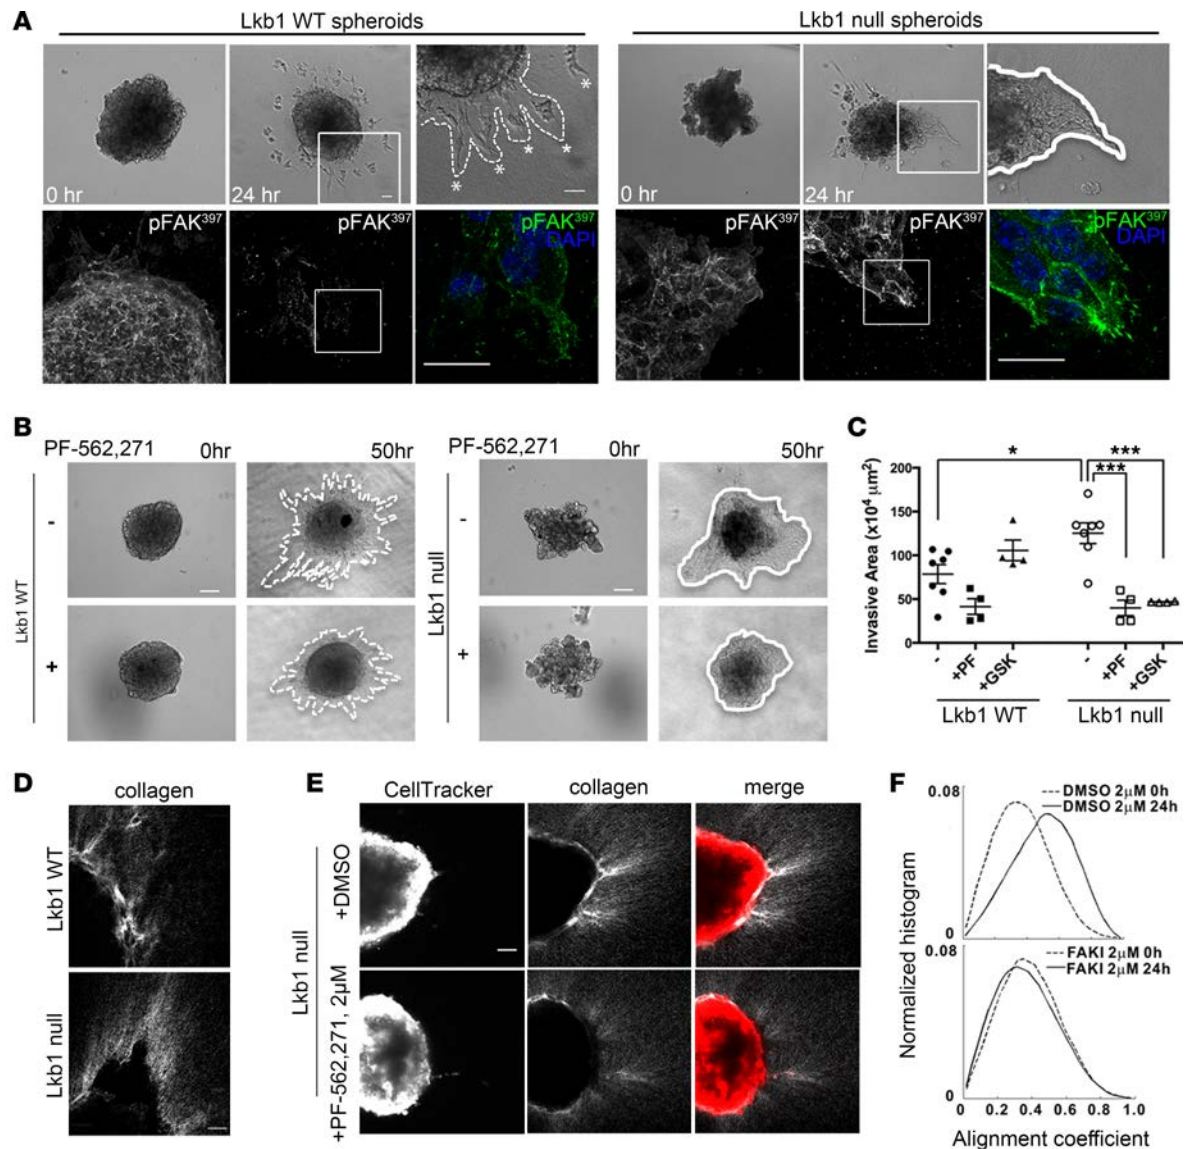 A
Lkb1 WT spheroids
Lkb1 null spheroids
0 hr
24 hr
*
*
*
*
*
0 hr
24 hr
pFAK³⁹⁷
pFAK³⁹⁷
pFAK³⁹⁷
DAPI
pFAK³⁹⁷
pFAK³⁹⁷
pFAK³⁹⁷
DAPI
B
PF-562,271
0hr
50hr
PF-562,271
0hr
50hr
Lkb1 WT
-
+
Lkb1 null
-
+
C
Invasive Area (x10⁴ µm²)
200
150
100
50
0
*
***
***
-
+PF
+GSK
-
+PF
+GSK
Lkb1 WT
Lkb1 null
D
collagen
Lkb1 WT
Lkb1 null
E
CellTracker
collagen
merge
Lkb1 null
+DMSO
+PF-562,271, 2µM
F
Normalized histogram
0.08
DMSO 2µM 0h
DMSO 2µM 24h
0
0.08
FAKI 2µM 0h
FAKI 2µM 24h
0
0 0.2 0.4 0.6 0.8 1.0
Alignment coefficient